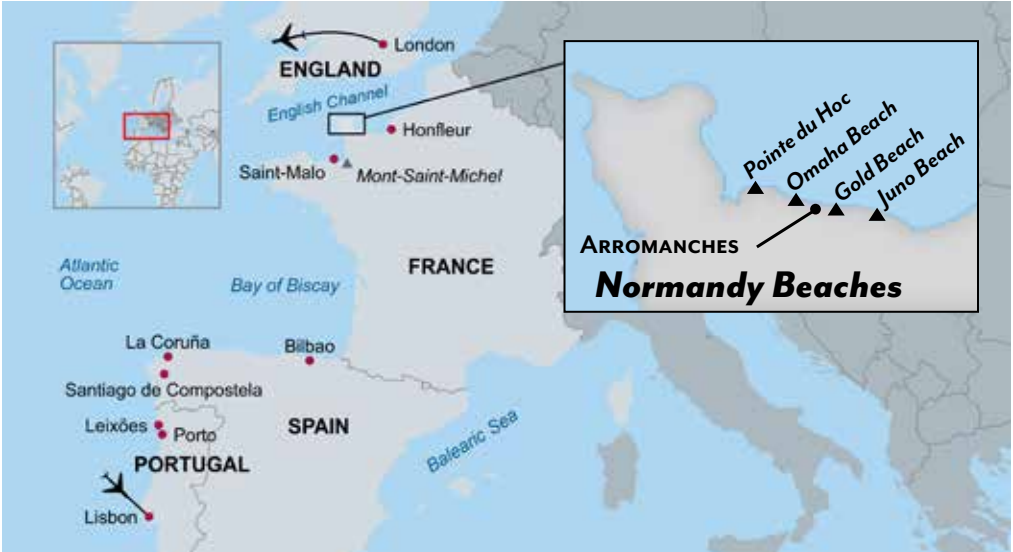 London
ENGLAND
English Channel
Honfleur
Saint-Malo
Mont-Saint-Michel
Atlantic
Ocean
Bay of Biscay
FRANCE
La Coruña
Bilbao
Santiago de Compostela
Leixões
Porto
SPAIN
PORTUGAL
Balearic Sea
Lisbon
Pointe du Hoc
Omaha Beach
Gold Beach
Juno Beach
ARROMANCHES
Normandy Beaches